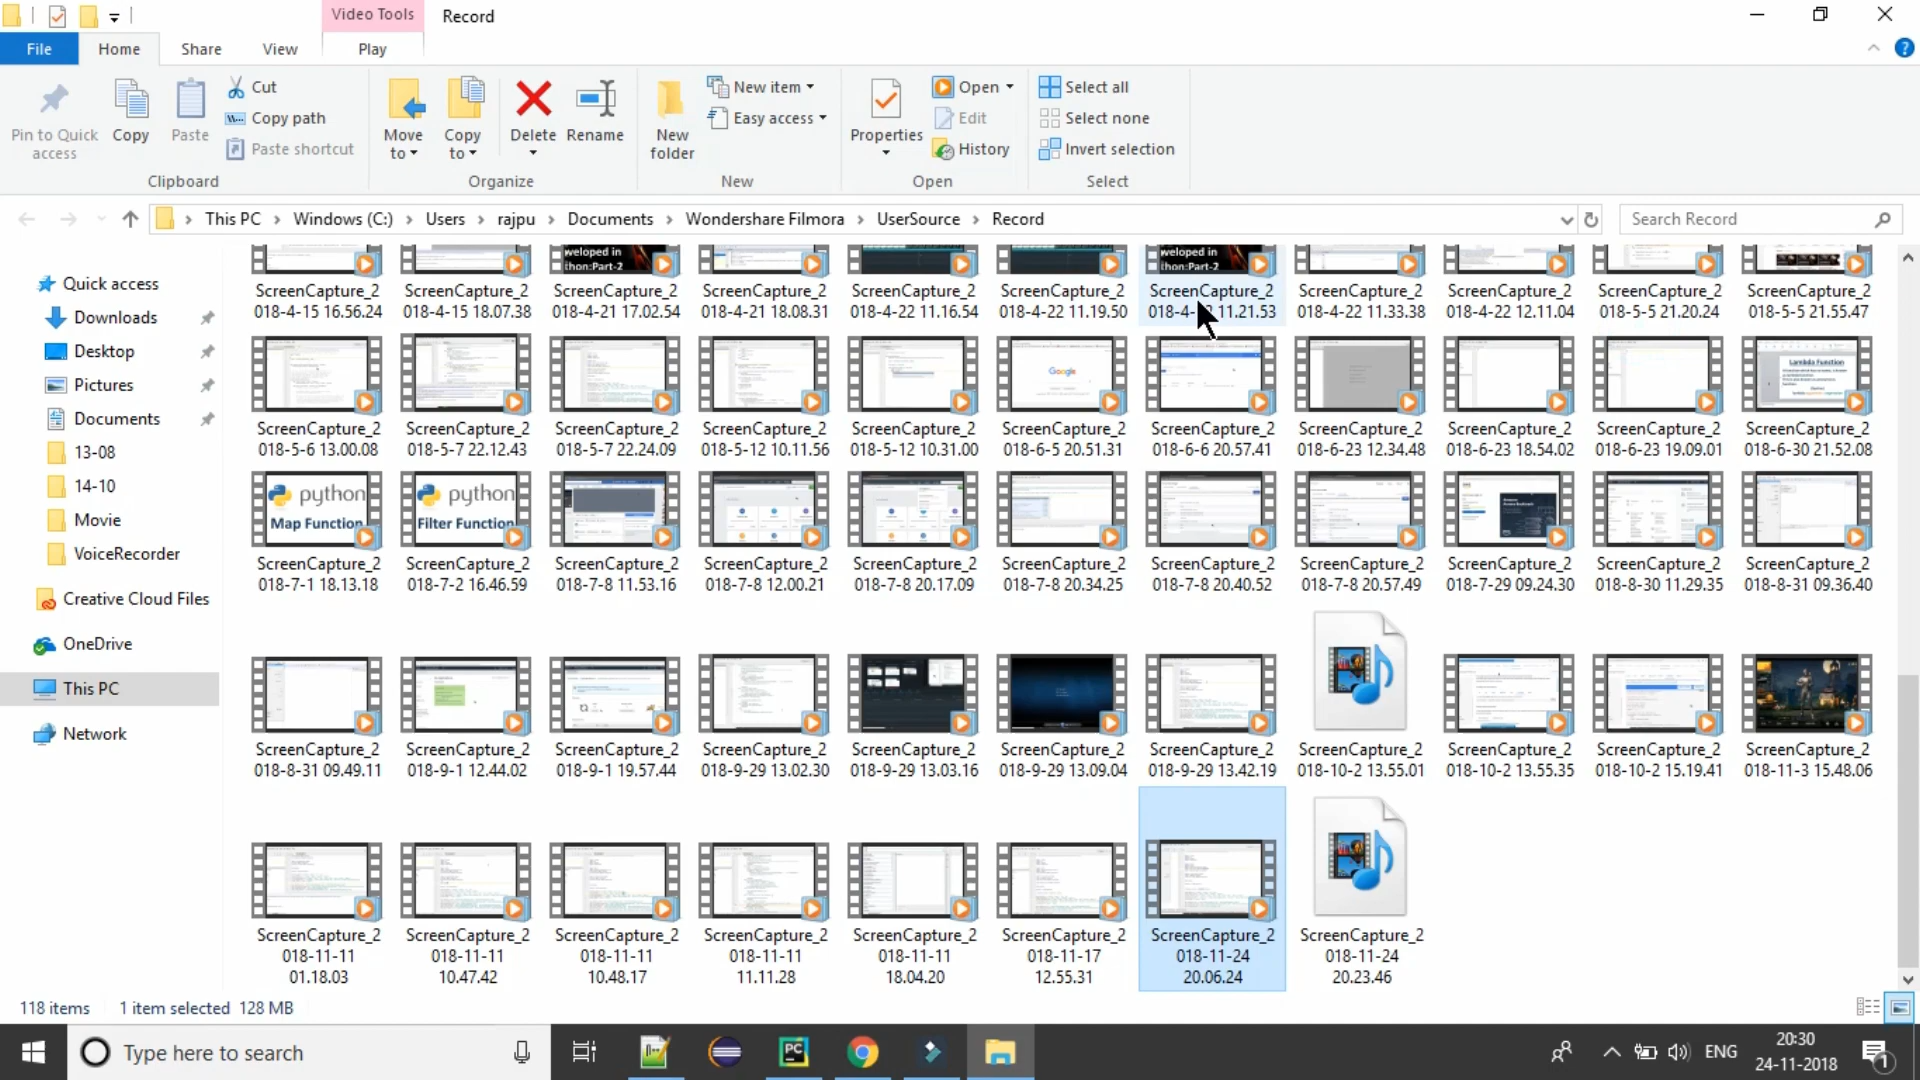 Video Tools
Record
File
Home
Share
View
Play
Pin to Quick access
Copy
Paste
Cut
Copy path
Paste shortcut
Clipboard
Move to
Copy to
Delete
Rename
Organize
New folder
New item
Easy access
New
Properties
Open
Edit
History
Open
Select all
Select none
Invert selection
Select
This PC > Windows (C:) > Users > rajpu > Documents > Wondershare Filmora > UserSource > Record
Search Record
Quick access
Downloads
Desktop
Pictures
Documents
13-08
14-10
Movie
VoiceRecorder
Creative Cloud Files
OneDrive
This PC
Network
weloped in
thon:Part-2
weloped in
thon:Part-2
ScreenCapture_2018-4-15 16.56.24
ScreenCapture_2018-4-15 18.07.38
ScreenCapture_2018-4-21 17.02.54
ScreenCapture_2018-4-21 18.08.31
ScreenCapture_2018-4-22 11.16.54
ScreenCapture_2018-4-22 11.19.50
ScreenCapture_2018-4- 11.21.53
ScreenCapture_2018-4-22 11.33.38
ScreenCapture_2018-4-22 12.11.04
ScreenCapture_2018-5-5 21.20.24
ScreenCapture_2018-5-5 21.55.47
Google
Lambda Function
ScreenCapture_2018-5-6 13.00.08
ScreenCapture_2018-5-7 22.12.43
ScreenCapture_2018-5-7 22.24.09
ScreenCapture_2018-5-12 10.11.56
ScreenCapture_2018-5-12 10.31.00
ScreenCapture_2018-6-5 20.51.31
ScreenCapture_2018-6-6 20.57.41
ScreenCapture_2018-6-23 12.34.48
ScreenCapture_2018-6-23 18.54.02
ScreenCapture_2018-6-23 19.09.01
ScreenCapture_2018-6-30 21.52.08
python
Map Function
python
Filter Function
ScreenCapture_2018-7-1 18.13.18
ScreenCapture_2018-7-2 16.46.59
ScreenCapture_2018-7-8 11.53.16
ScreenCapture_2018-7-8 12.00.21
ScreenCapture_2018-7-8 20.17.09
ScreenCapture_2018-7-8 20.34.25
ScreenCapture_2018-7-8 20.40.52
ScreenCapture_2018-7-8 20.57.49
ScreenCapture_2018-7-29 09.24.30
ScreenCapture_2018-8-30 11.29.35
ScreenCapture_2018-8-31 09.36.40
ScreenCapture_2018-8-31 09.49.11
ScreenCapture_2018-9-1 12.44.02
ScreenCapture_2018-9-1 19.57.44
ScreenCapture_2018-9-29 13.02.30
ScreenCapture_2018-9-29 13.03.16
ScreenCapture_2018-9-29 13.09.04
ScreenCapture_2018-9-29 13.42.19
ScreenCapture_2018-10-2 13.55.01
ScreenCapture_2018-10-2 13.55.35
ScreenCapture_2018-10-2 15.19.41
ScreenCapture_2018-11-3 15.48.06
ScreenCapture_2018-11-11 01.18.03
ScreenCapture_2018-11-11 10.47.42
ScreenCapture_2018-11-11 10.48.17
ScreenCapture_2018-11-11 11.11.28
ScreenCapture_2018-11-11 18.04.20
ScreenCapture_2018-11-17 12.55.31
ScreenCapture_2018-11-24 20.06.24
ScreenCapture_2018-11-24 20.23.46
118 items
1 item selected 128 MB
Type here to search
PC
ENG
20:30
24-11-2018
1